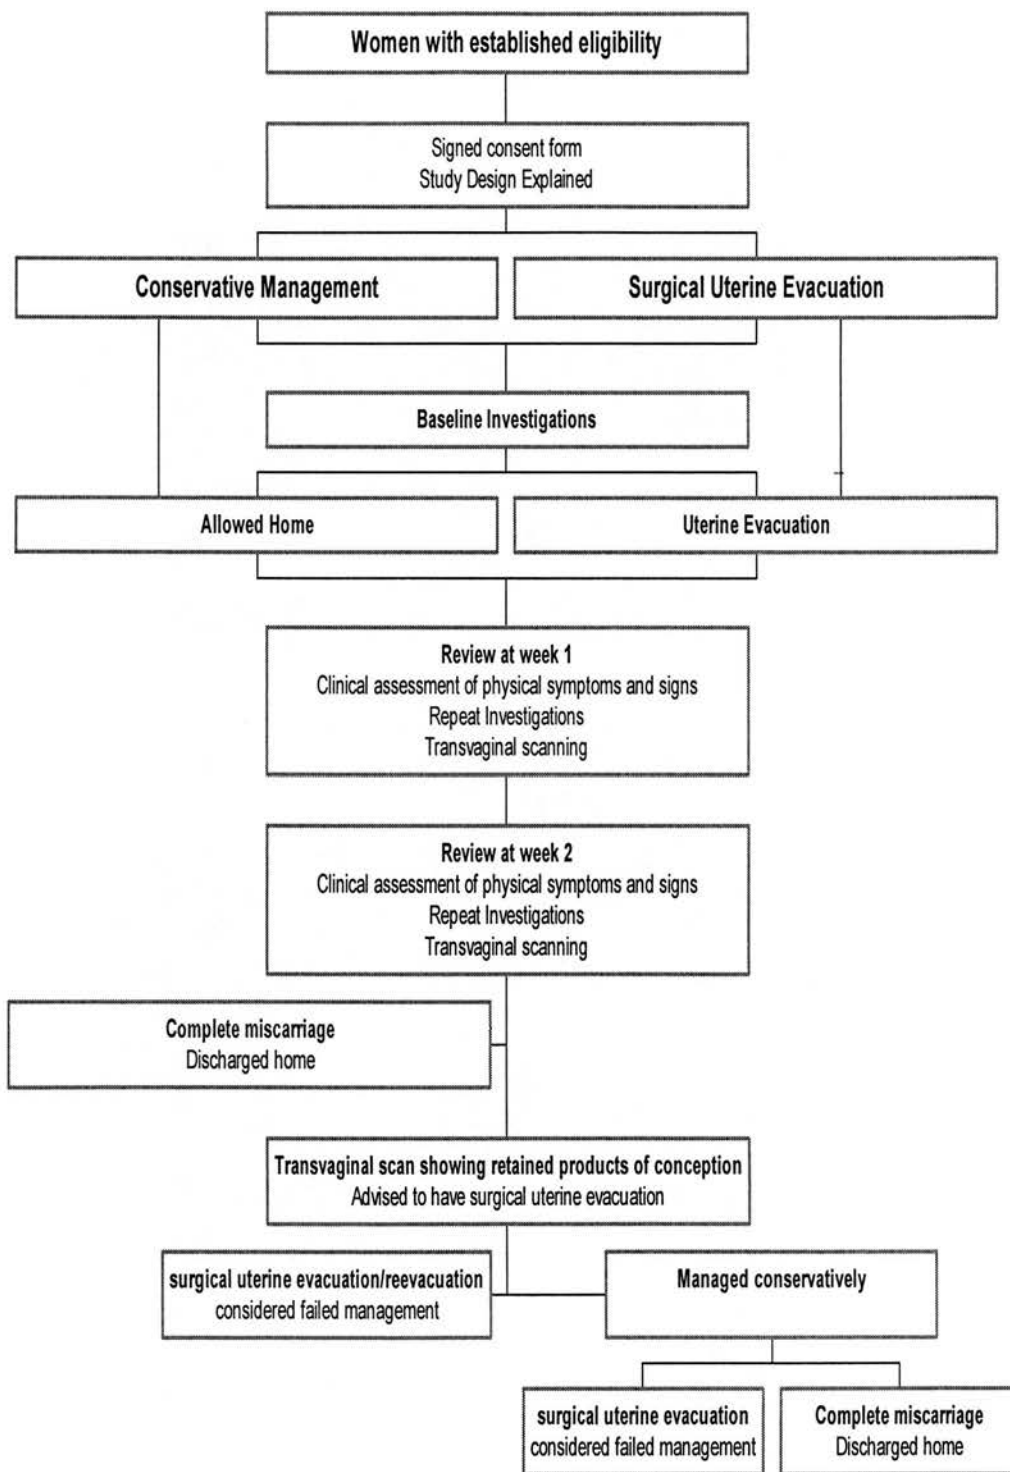 Women with established eligibility
Signed consent form
Study Design Explained
Conservative Management
Surgical Uterine Evacuation
Baseline Investigations
Allowed Home
Uterine Evacuation
Review at week 1
Clinical assessment of physical symptoms and signs
Repeat Investigations
Transvaginal scanning
Review at week 2
Clinical assessment of physical symptoms and signs
Repeat Investigations
Transvaginal scanning
Complete miscarriage
Discharged home
Transvaginal scan showing retained products of conception
Advised to have surgical uterine evacuation
surgical uterine evacuation/reevacuation
considered failed management
Managed conservatively
surgical uterine evacuation
considered failed management
Complete miscarriage
Discharged home